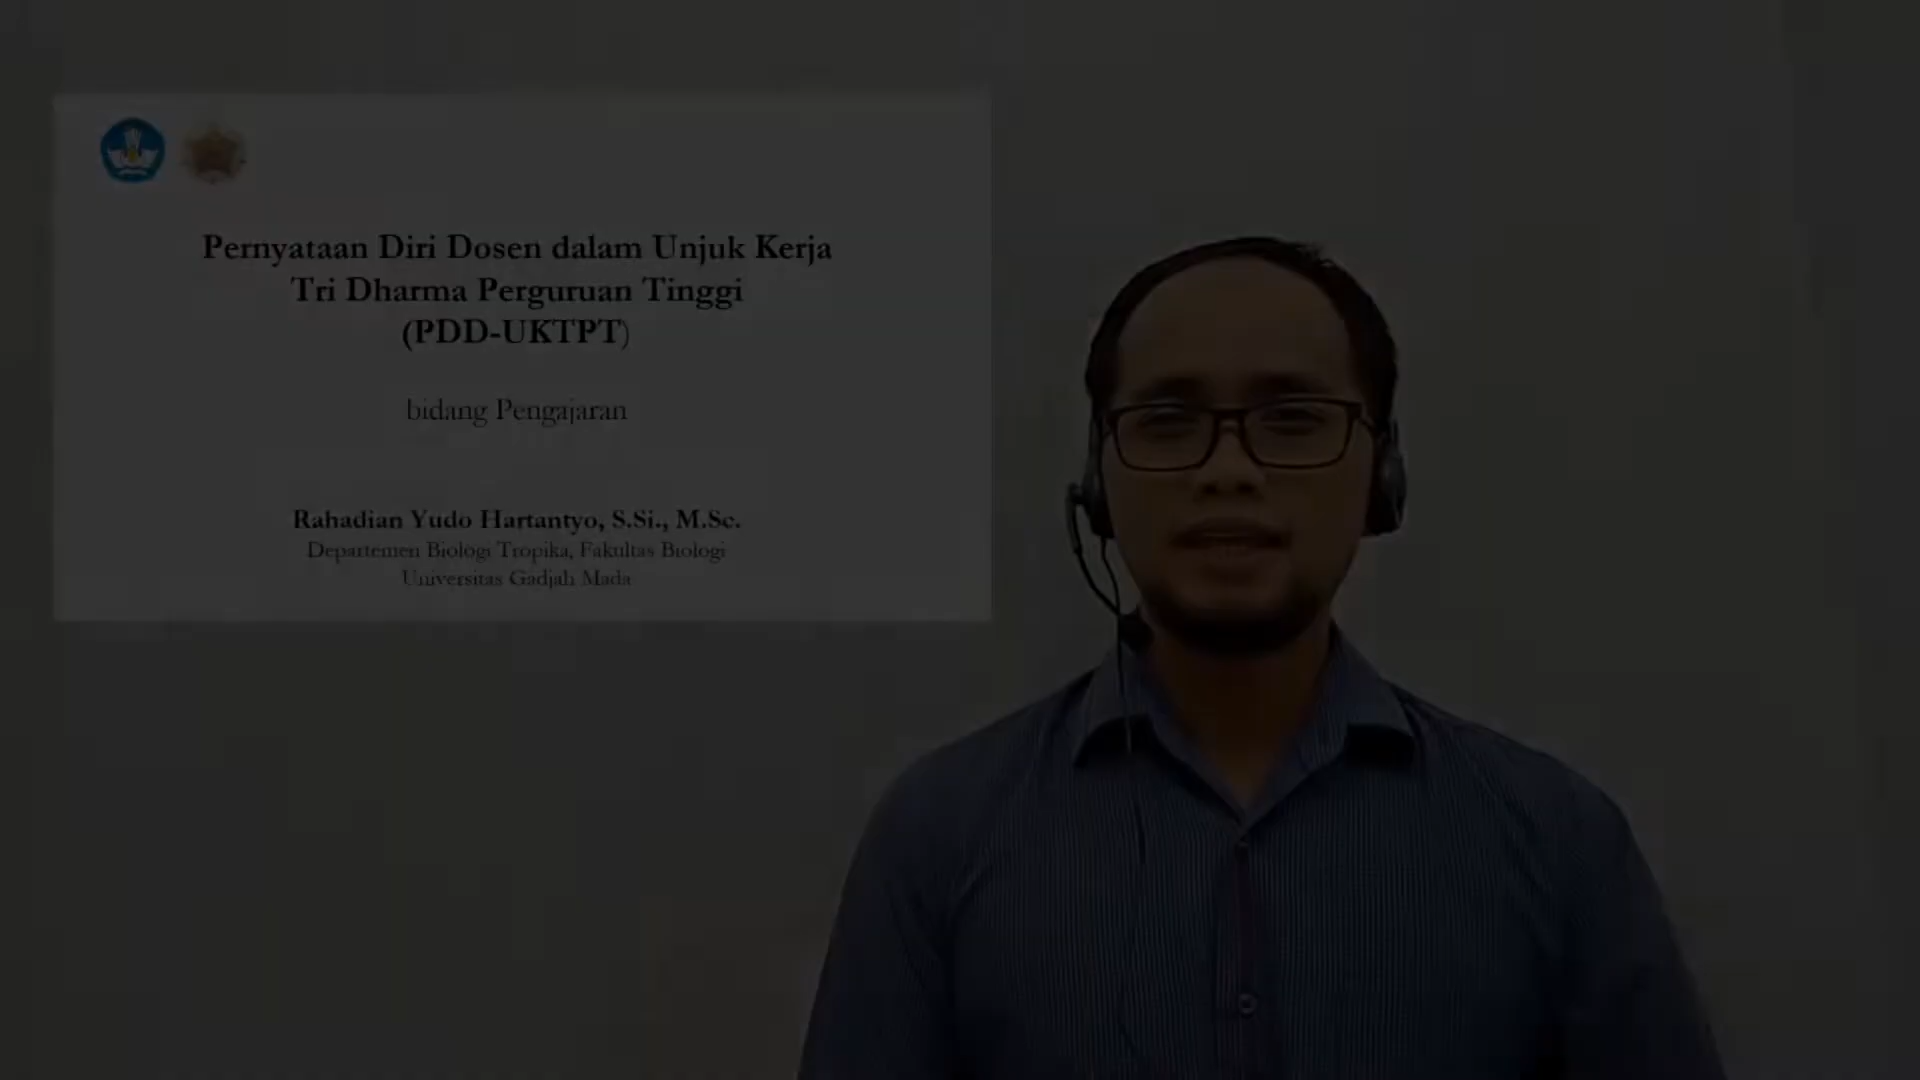 Pernyataan Diri Dosen dalam Unjuk Kerja
Tri Dharma Perguruan Tinggi
(PDD-UKTPT)
bidang Pengajaran
Rahadian Yudo Hartantyo, S.Si., M.Sc.
Departemen Biologi Tropika, Fakultas Biologi
Universitas Gadjah Mada